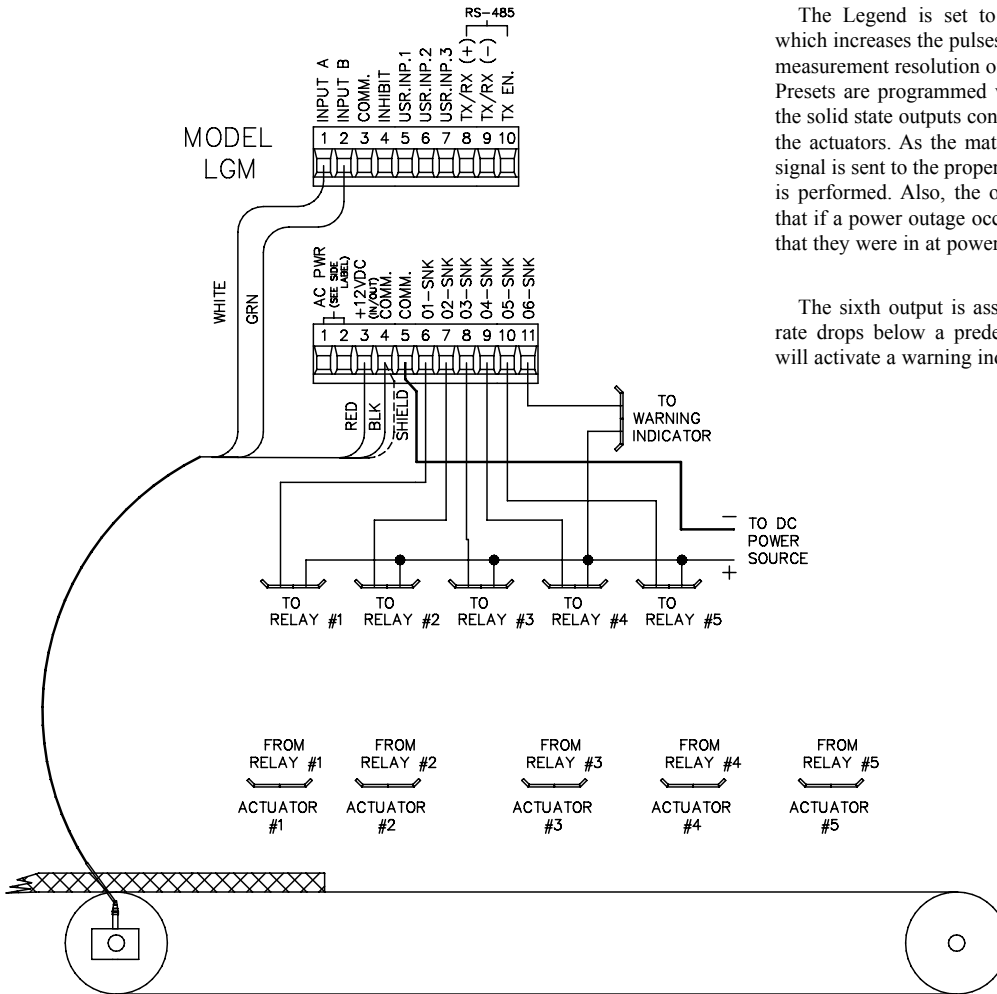 RS-485
INPUT A
INPUT B
COMM.
INHIBIT
USR.INP.1
USR.INP.2
USR.INP.3
TX/RX (+)
TX/RX (-)
TX EN.
1 2 3 4 5 6 7 8 9 10
MODEL
LGM
The Legend is set to
which increases the pulses
measurement resolution o
Presets are programmed
the solid state outputs con
the actuators. As the mat
signal is sent to the proper
is performed. Also, the o
that if a power outage occ
that they were in at power
The sixth output is ass
rate drops below a prede
will activate a warning in
WHITE
GRN
AC PWR
(SEE SIDE
LABEL)
+12VDC
(IN/OUT)
COMM.
COMM.
01-SNK
02-SNK
03-SNK
04-SNK
05-SNK
06-SNK
1 2 3 4 5 6 7 8 9 10 11
RED
BLK
SHIELD
TO
WARNING
INDICATOR
− TO DC
POWER
SOURCE
+
TO
RELAY #1
TO
RELAY #2
TO
RELAY #3
TO
RELAY #4
TO
RELAY #5
FROM
RELAY #1
ACTUATOR
#1
FROM
RELAY #2
ACTUATOR
#2
FROM
RELAY #3
ACTUATOR
#3
FROM
RELAY #4
ACTUATOR
#4
FROM
RELAY #5
ACTUATOR
#5